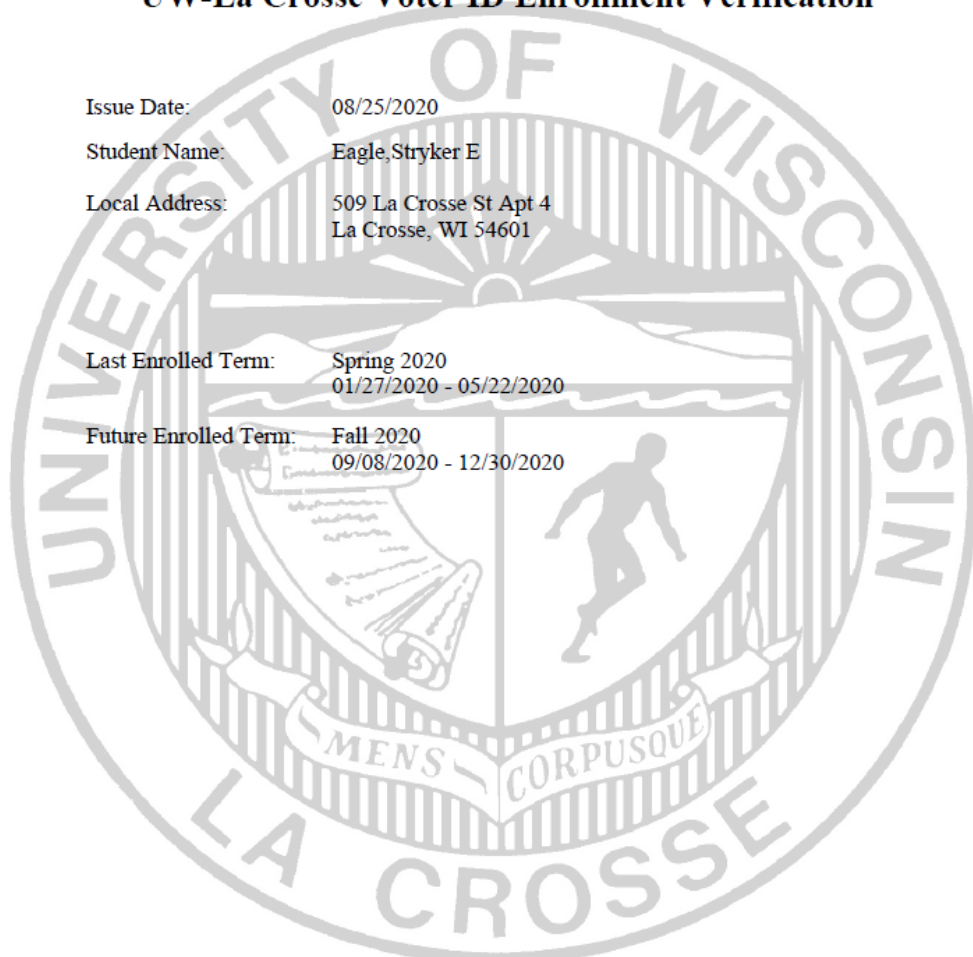 UW-La Crosse Voter ID Enrollment Verification
Issue Date: 08/25/2020
Student Name: Eagle,Stryker E
Local Address: 509 La Crosse St Apt 4
La Crosse, WI 54601
Last Enrolled Term: Spring 2020
01/27/2020 - 05/22/2020
Future Enrolled Term: Fall 2020
09/08/2020 - 12/30/2020
UNIVERSITY OF WISCONSIN
MENS CORPUSQUE
LA CROSSE